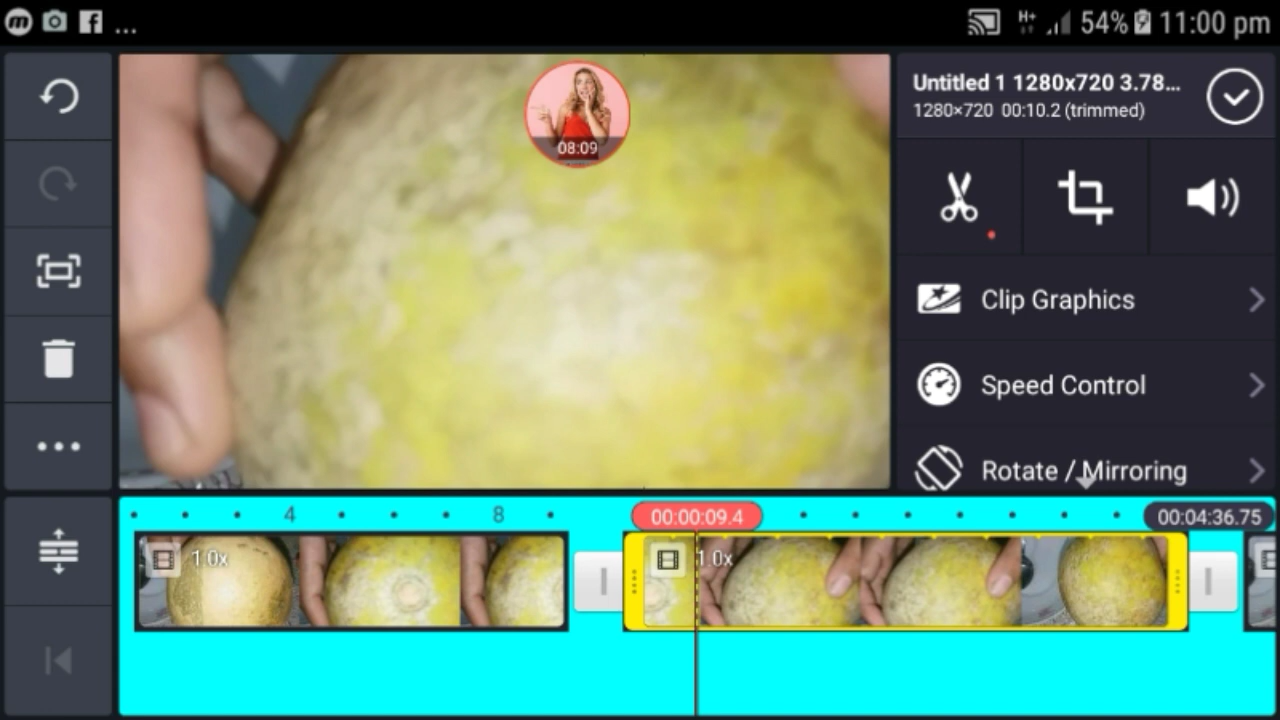 m f ... H+ 54% 11:00 pm
Untitled 1 1280x720 3.78...
1280×720 00:10.2 (trimmed)
08:09
Clip Graphics
Speed Control
Rotate / Mirroring
4 8 00:00:09.4 00:04:36.75
1.0x 1.0x